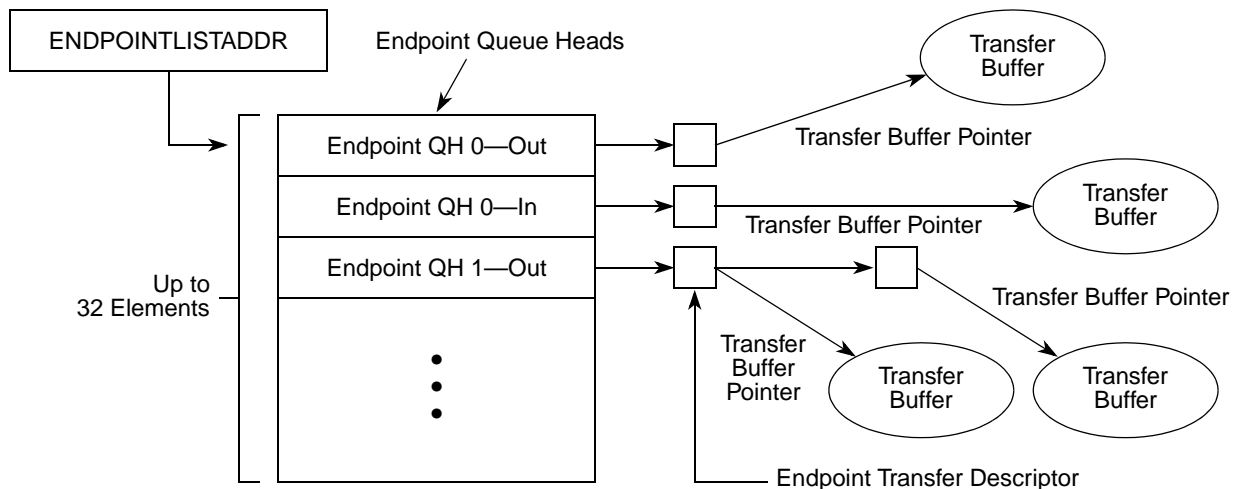 ENDPOINTLISTADDR
Endpoint Queue Heads
Transfer
Buffer
Endpoint QH 0—Out
Transfer Buffer Pointer
Endpoint QH 0—In
Transfer Buffer Pointer
Transfer
Buffer
Endpoint QH 1—Out
Up to
32 Elements
Transfer Buffer Pointer
Transfer
Buffer
Pointer
Transfer
Buffer
Transfer
Buffer
Endpoint Transfer Descriptor